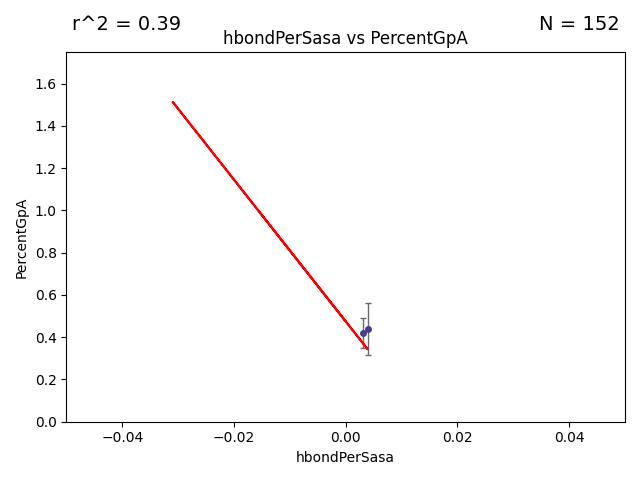 r^2 = 0.39
N = 152
hbondPerSasa vs PercentGpA
1.6
1.4
1.2
1.0
0.8
0.6
0.4
0.2
0.0
PercentGpA
−0.04
−0.02
0.00
0.02
0.04
hbondPerSasa